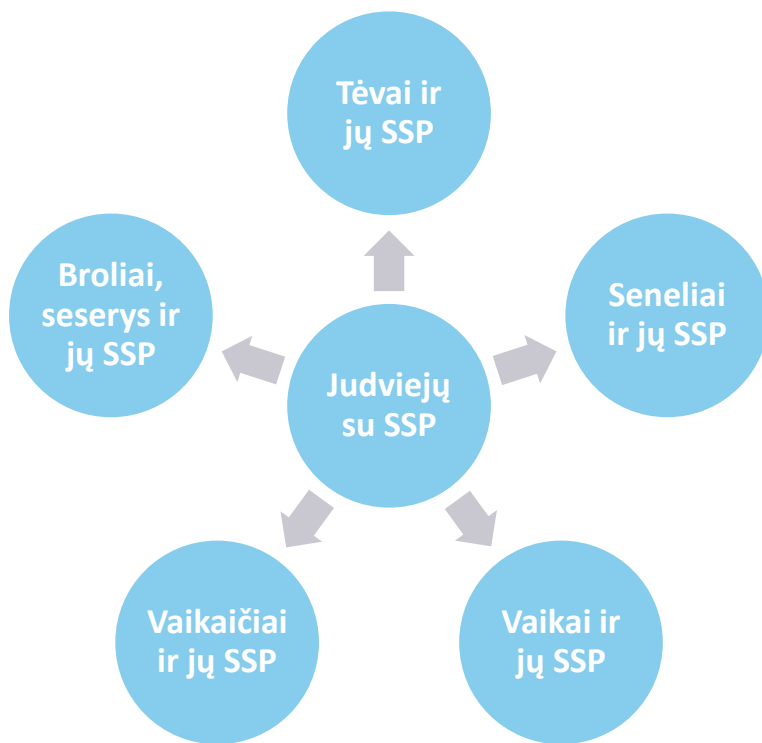 Tėvai ir
jų SSP
Broliai,
seserys ir
jų SSP
Seneliai
ir jų SSP
Judviejų
su SSP
Vaikaičiai
ir jų SSP
Vaikai ir
jų SSP